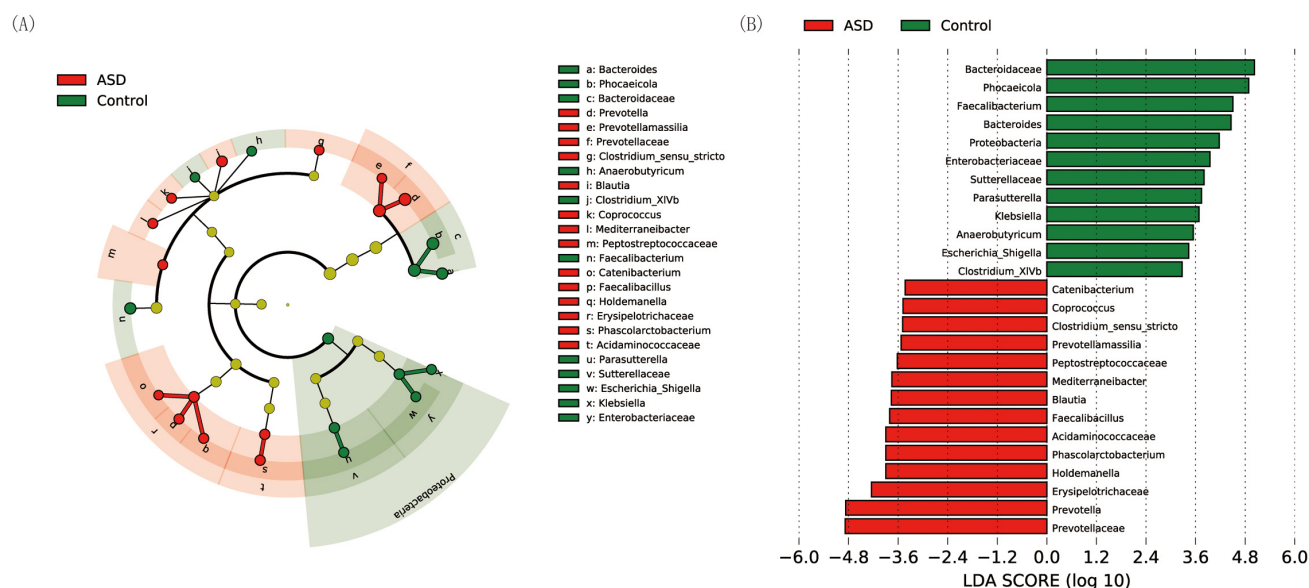 (A)
ASD
Control
a: Bacteroides
b: Phocaeicola
c: Bacteroidaceae
d: Prevotella
e: Prevotellamassilia
f: Prevotellaceae
g: Clostridium_sensu_stricto
h: Anaerobutyricum
i: Blautia
j: Clostridium_XlVb
k: Coprococcus
l: Mediterraneibacter
m: Peptostreptococcaceae
n: Faecalibacterium
o: Catenibacterium
p: Faecalibacillus
q: Holdemanella
r: Erysipelotrichaceae
s: Phascolarctobacterium
t: Acidaminococcaceae
u: Parasutterella
v: Sutterellaceae
w: Escherichia_Shigella
x: Klebsiella
y: Enterobacteriaceae
a
b
c
d
e
f
g
h
i
j
k
l
m
n
o
p
q
r
s
t
u
v
w
x
y
Proteobacteria
(B)
ASD
Control
Bacteroidaceae
Phocaeicola
Faecalibacterium
Bacteroides
Proteobacteria
Enterobacteriaceae
Sutterellaceae
Parasutterella
Klebsiella
Anaerobutyricum
Escherichia_Shigella
Clostridium_XlVb
Catenibacterium
Coprococcus
Clostridium_sensu_stricto
Prevotellamassilia
Peptostreptococcaceae
Mediterraneibacter
Blautia
Faecalibacillus
Acidaminococcaceae
Phascolarctobacterium
Holdemanella
Erysipelotrichaceae
Prevotella
Prevotellaceae
−6.0 −4.8 −3.6 −2.4 −1.2 0.0 1.2 2.4 3.6 4.8 6.0
LDA SCORE (log 10)